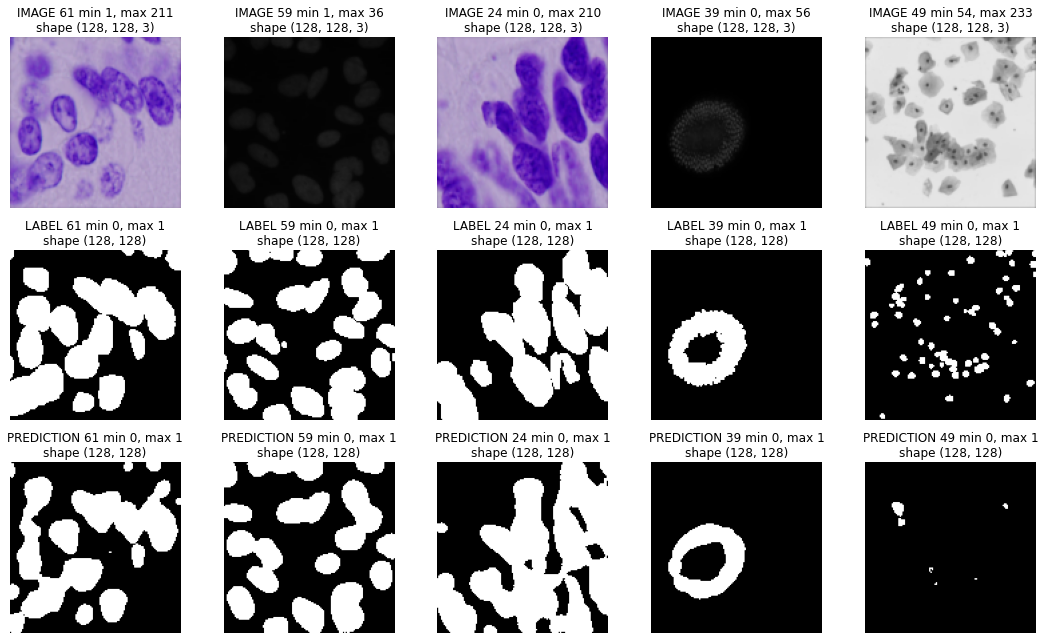 IMAGE 61 min 1, max 211
shape (128, 128, 3)
IMAGE 59 min 1, max 36
shape (128, 128, 3)
IMAGE 24 min 0, max 210
shape (128, 128, 3)
IMAGE 39 min 0, max 56
shape (128, 128, 3)
IMAGE 49 min 54, max 233
shape (128, 128, 3)
LABEL 61 min 0, max 1
shape (128, 128)
LABEL 59 min 0, max 1
shape (128, 128)
LABEL 24 min 0, max 1
shape (128, 128)
LABEL 39 min 0, max 1
shape (128, 128)
LABEL 49 min 0, max 1
shape (128, 128)
PREDICTION 61 min 0, max 1
shape (128, 128)
PREDICTION 59 min 0, max 1
shape (128, 128)
PREDICTION 24 min 0, max 1
shape (128, 128)
PREDICTION 39 min 0, max 1
shape (128, 128)
PREDICTION 49 min 0, max 1
shape (128, 128)